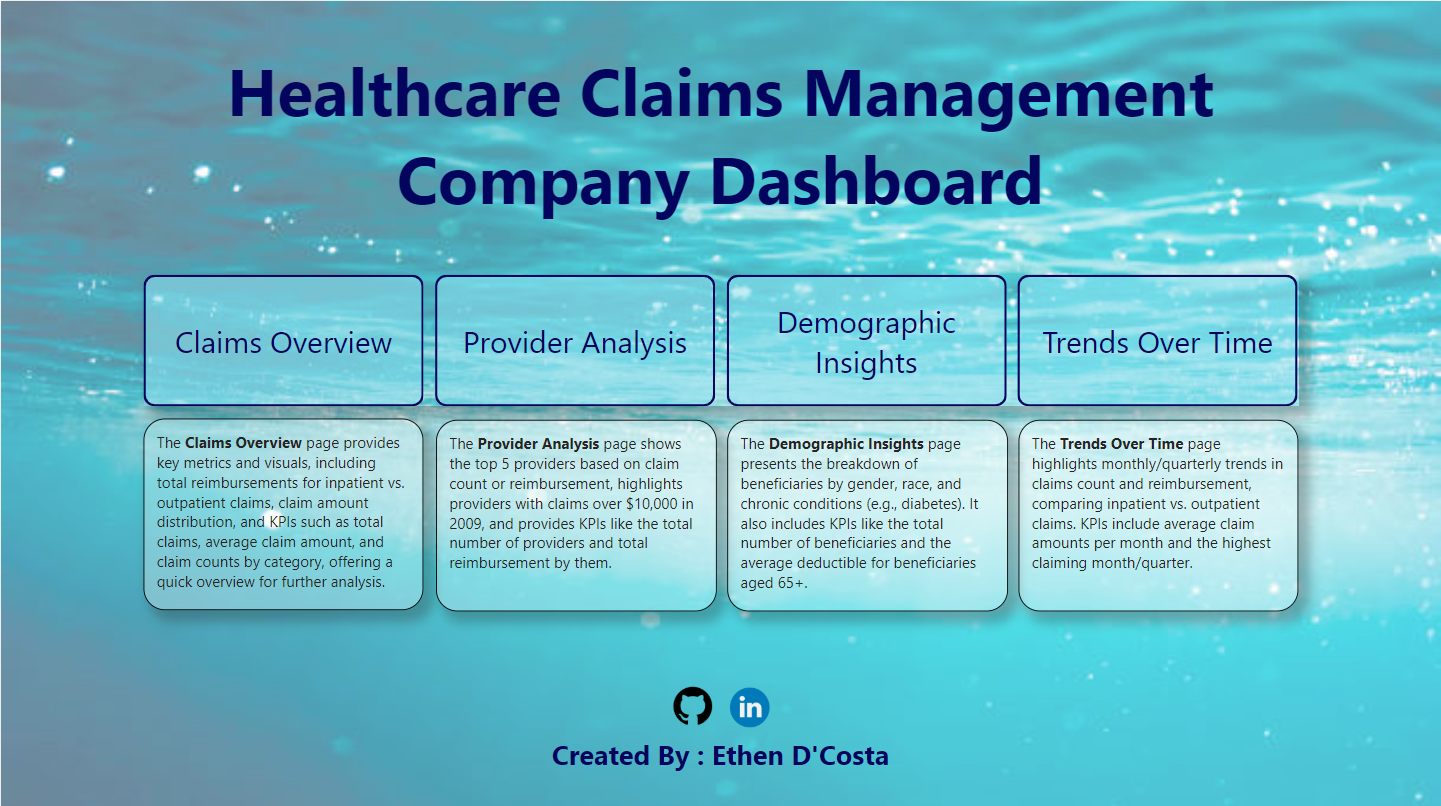 Healthcare Claims Management
Company Dashboard
Claims Overview
Provider Analysis
Demographic
Insights
Trends Over Time
The Claims Overview page provides
key metrics and visuals, including
total reimbursements for inpatient vs.
outpatient claims, claim amount
distribution, and KPIs such as total
claims, average claim amount, and
claim counts by category, offering a
quick overview for further analysis.
The Provider Analysis page shows
the top 5 providers based on claim
count or reimbursement, highlights
providers with claims over $10,000 in
2009, and provides KPIs like the total
number of providers and total
reimbursement by them.
The Demographic Insights page
presents the breakdown of
beneficiaries by gender, race, and
chronic conditions (e.g., diabetes). It
also includes KPIs like the total
number of beneficiaries and the
average deductible for beneficiaries
aged 65+.
The Trends Over Time page
highlights monthly/quarterly trends in
claims count and reimbursement,
comparing inpatient vs. outpatient
claims. KPIs include average claim
amounts per month and the highest
claiming month/quarter.
in
Created By : Ethen D'Costa